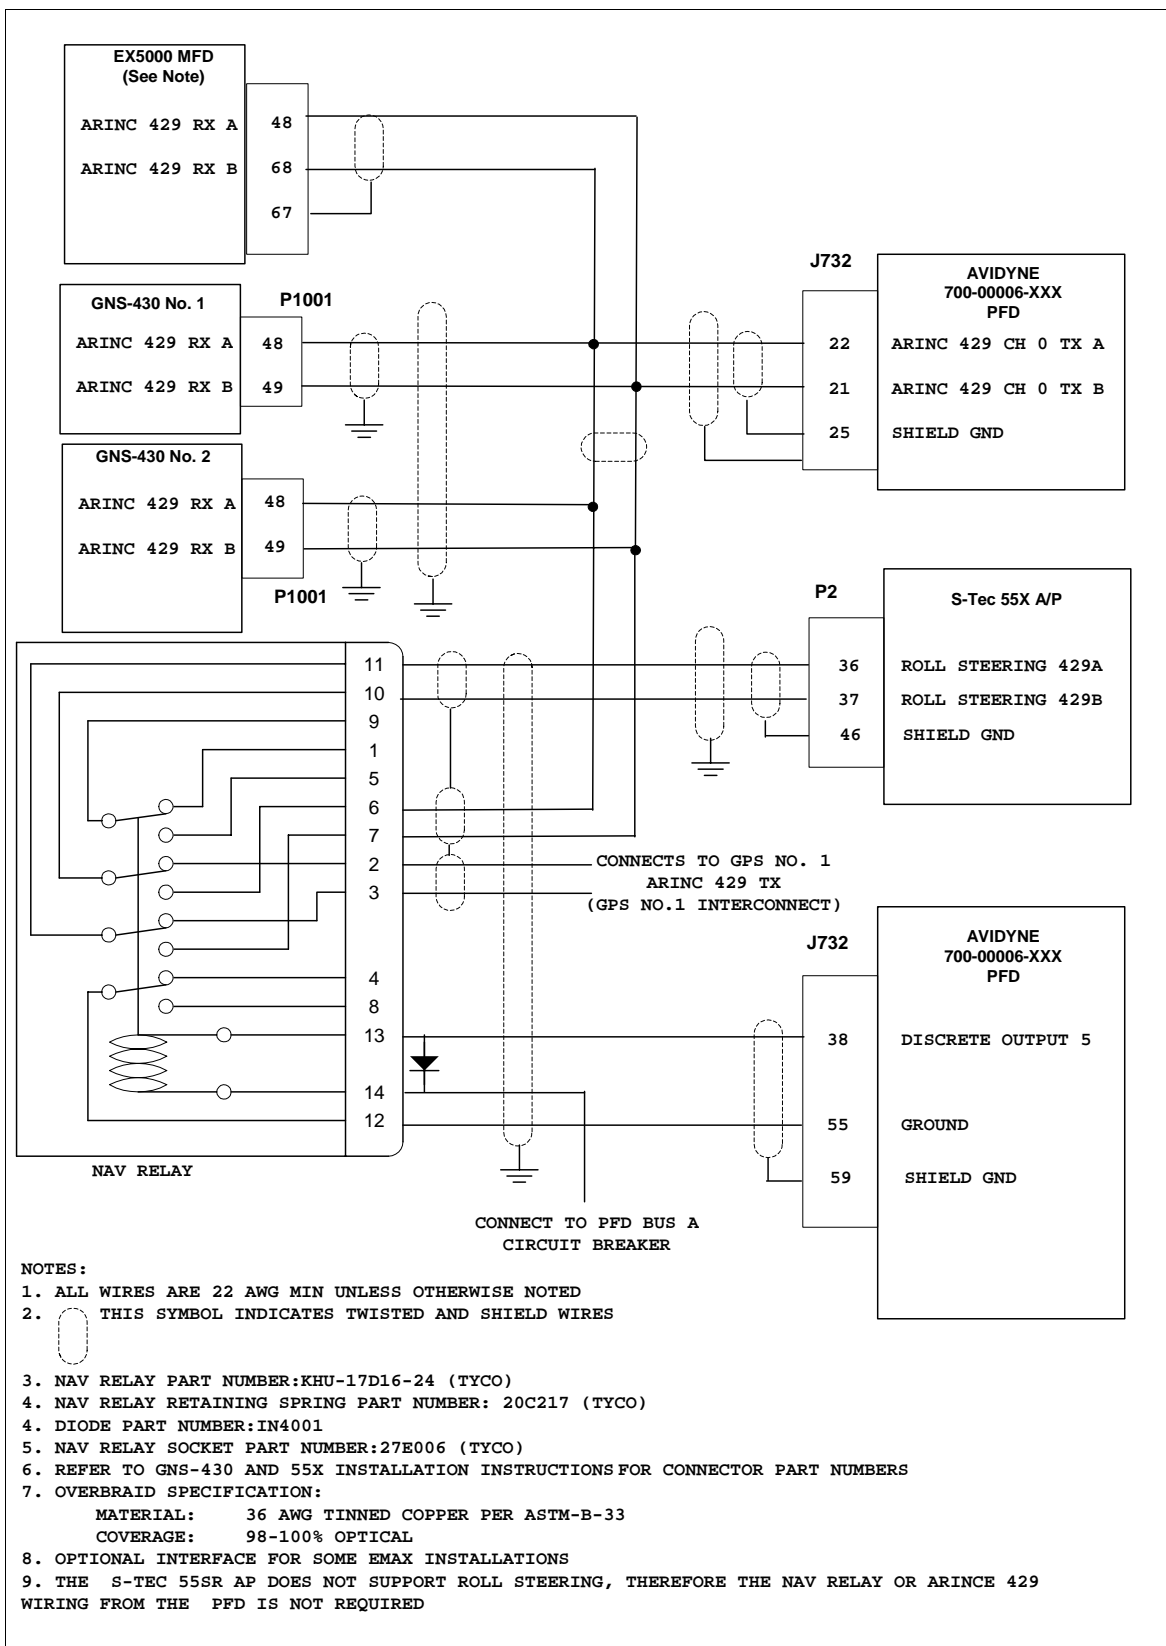 EX5000 MFD
(See Note)
ARINC 429 RX A 48
ARINC 429 RX B 68
67
GNS-430 No. 1
P1001
ARINC 429 RX A 48
ARINC 429 RX B 49
GNS-430 No. 2
ARINC 429 RX A 48
ARINC 429 RX B 49
P1001
J732
AVIDYNE
700-00006-XXX
PFD
22 ARINC 429 CH 0 TX A
21 ARINC 429 CH 0 TX B
25 SHIELD GND
P2
S-Tec 55X A/P
36 ROLL STEERING 429A
37 ROLL STEERING 429B
46 SHIELD GND
11
10
9
1
5
6
7
2
3
4
8
13
14
12
NAV RELAY
CONNECTS TO GPS NO. 1
ARINC 429 TX
(GPS NO.1 INTERCONNECT)
J732
AVIDYNE
700-00006-XXX
PFD
38 DISCRETE OUTPUT 5
55 GROUND
59 SHIELD GND
CONNECT TO PFD BUS A
CIRCUIT BREAKER
NOTES:
1. ALL WIRES ARE 22 AWG MIN UNLESS OTHERWISE NOTED
2. THIS SYMBOL INDICATES TWISTED AND SHIELD WIRES
3. NAV RELAY PART NUMBER:KHU-17D16-24 (TYCO)
4. NAV RELAY RETAINING SPRING PART NUMBER: 20C217 (TYCO)
4. DIODE PART NUMBER:IN4001
5. NAV RELAY SOCKET PART NUMBER:27E006 (TYCO)
6. REFER TO GNS-430 AND 55X INSTALLATION INSTRUCTIONS FOR CONNECTOR PART NUMBERS
7. OVERBRAID SPECIFICATION:
MATERIAL: 36 AWG TINNED COPPER PER ASTM-B-33
COVERAGE: 98-100% OPTICAL
8. OPTIONAL INTERFACE FOR SOME EMAX INSTALLATIONS
9. THE S-TEC 55SR AP DOES NOT SUPPORT ROLL STEERING, THEREFORE THE NAV RELAY OR ARINCE 429
WIRING FROM THE PFD IS NOT REQUIRED